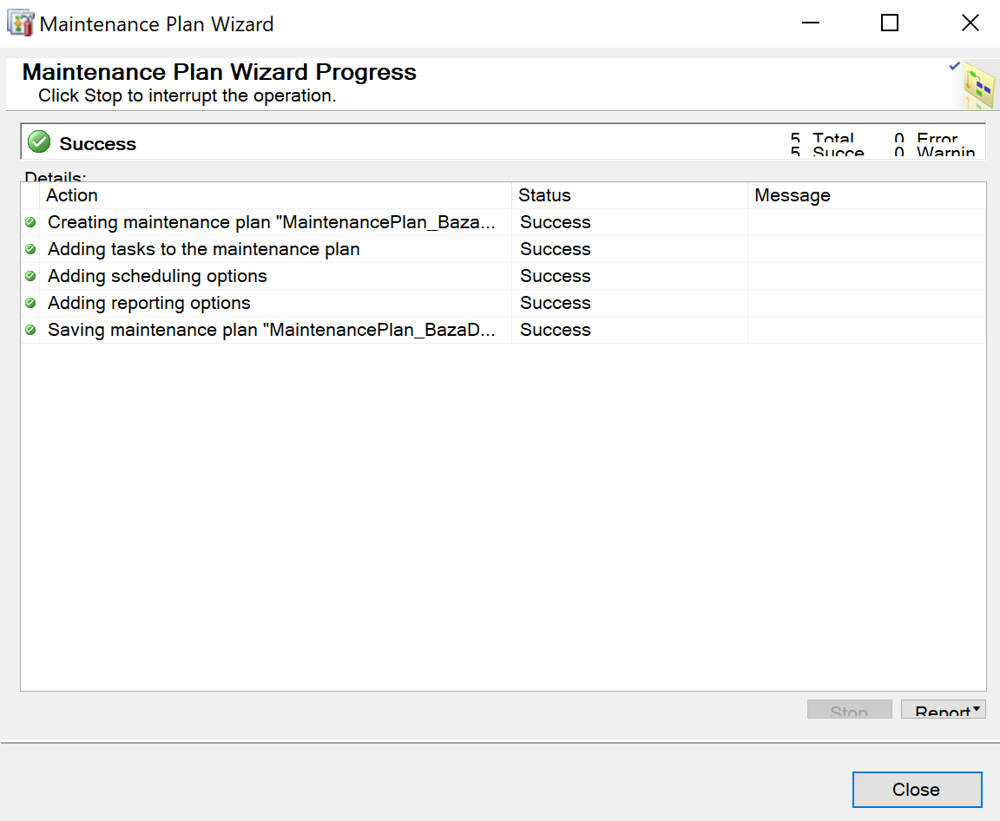 Maintenance Plan Wizard
Maintenance Plan Wizard Progress
Click Stop to interrupt the operation.
Success
5 Total 0 Error
5 Succe 0 Warnin
Details:
Action Status Message
Creating maintenance plan "MaintenancePlan_Baza... Success
Adding tasks to the maintenance plan Success
Adding scheduling options Success
Adding reporting options Success
Saving maintenance plan "MaintenancePlan_BazaD... Success
Stop Report
Close